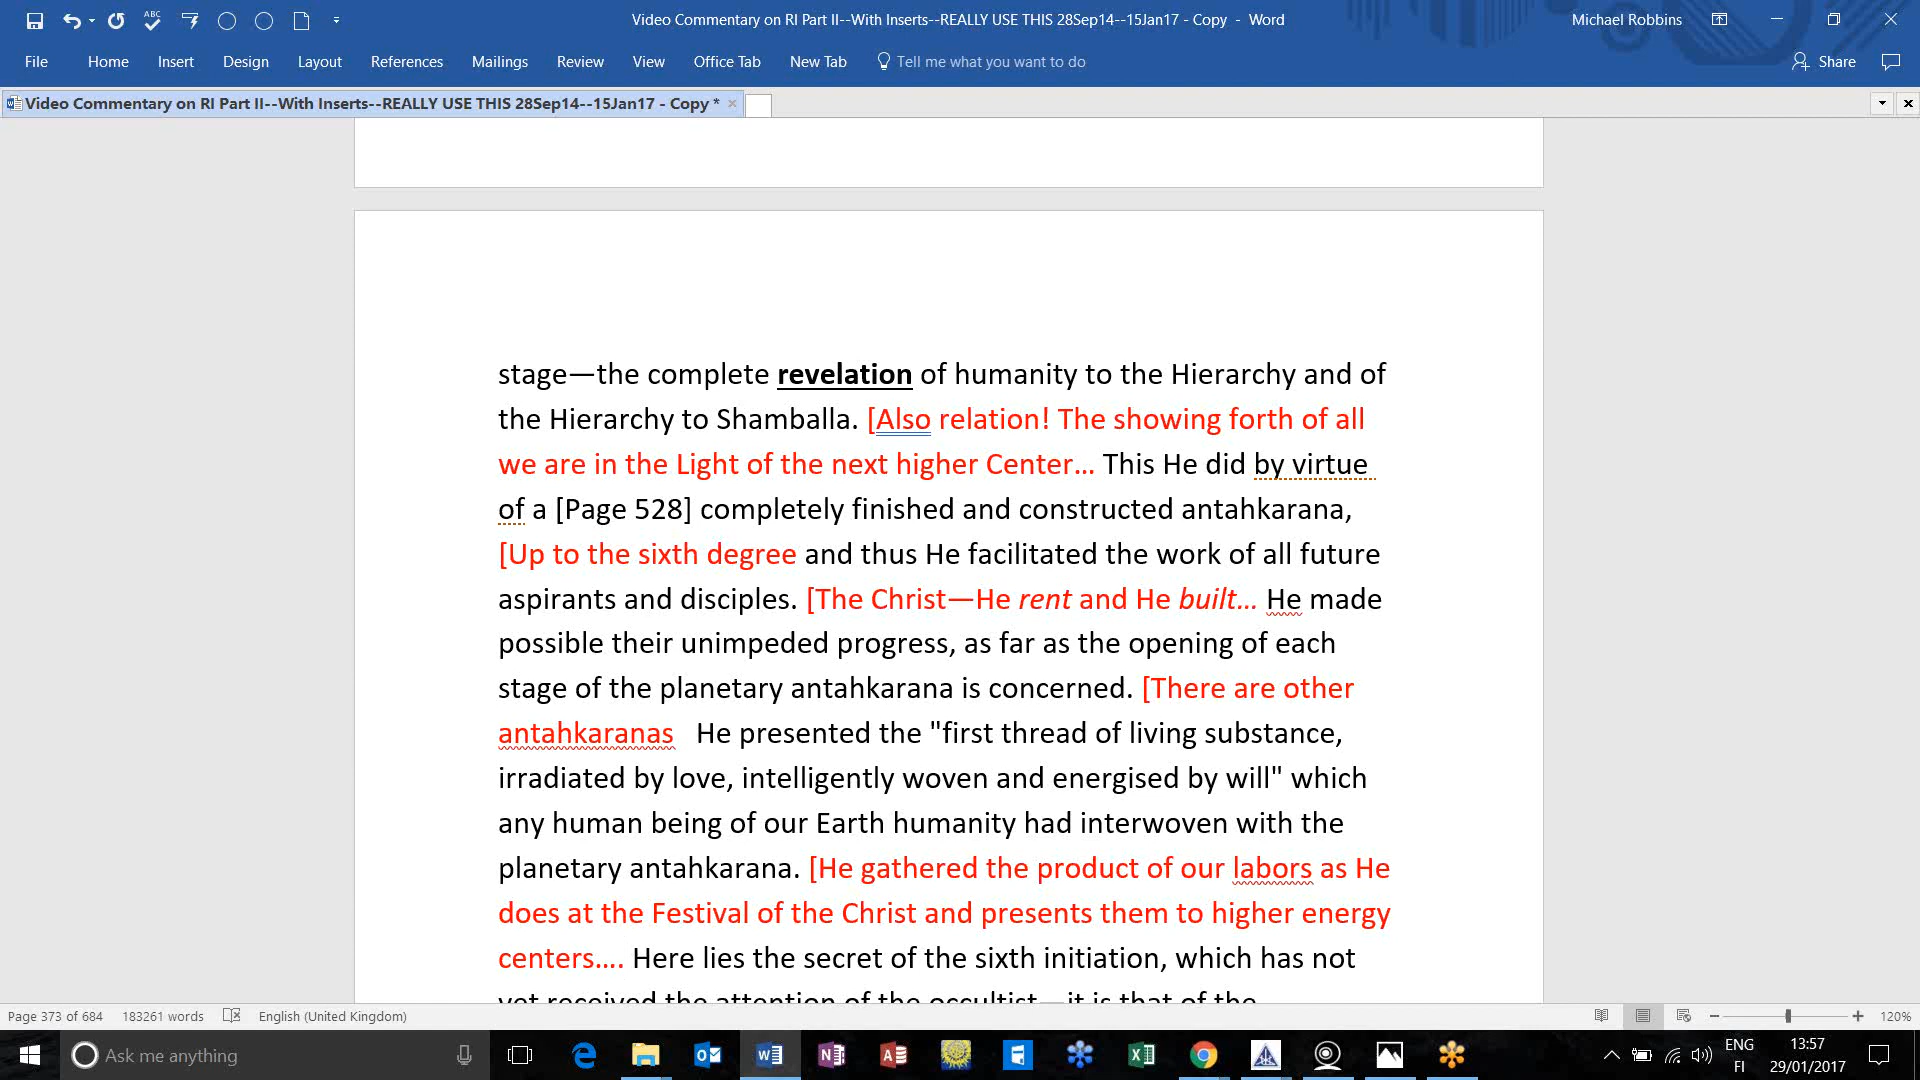 Video Commentary on RI Part II--With Inserts--REALLY USE THIS 28Sep14--15Jan17 - Copy - Word
Michael Robbins
File Home Insert Design Layout References Mailings Review View Office Tab New Tab Tell me what you want to do Share
Video Commentary on RI Part II--With Inserts--REALLY USE THIS 28Sep14--15Jan17 - Copy *
stage—the complete revelation of humanity to the Hierarchy and of
the Hierarchy to Shamballa. [Also relation! The showing forth of all
we are in the Light of the next higher Center… This He did by virtue
of a [Page 528] completely finished and constructed antahkarana,
[Up to the sixth degree and thus He facilitated the work of all future
aspirants and disciples. [The Christ—He rent and He built… He made
possible their unimpeded progress, as far as the opening of each
stage of the planetary antahkarana is concerned. [There are other
antahkaranas He presented the "first thread of living substance,
irradiated by love, intelligently woven and energised by will" which
any human being of our Earth humanity had interwoven with the
planetary antahkarana. [He gathered the product of our labors as He
does at the Festival of the Christ and presents them to higher energy
centers…. Here lies the secret of the sixth initiation, which has not
yet received the attention of the occultist—it is that of the
Page 373 of 684 183261 words English (United Kingdom) 120%
Ask me anything
ENG
FI
13:57
29/01/2017